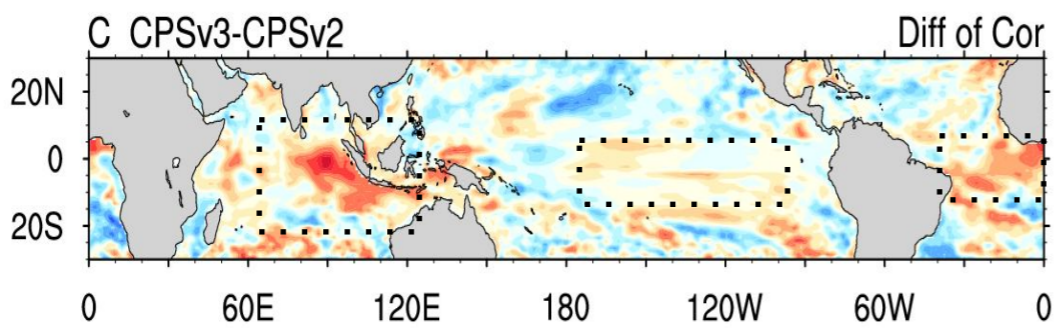 C CPSv3-CPSv2 Diff of Cor
20N
0
20S
0 60E 120E 180 120W 60W 0